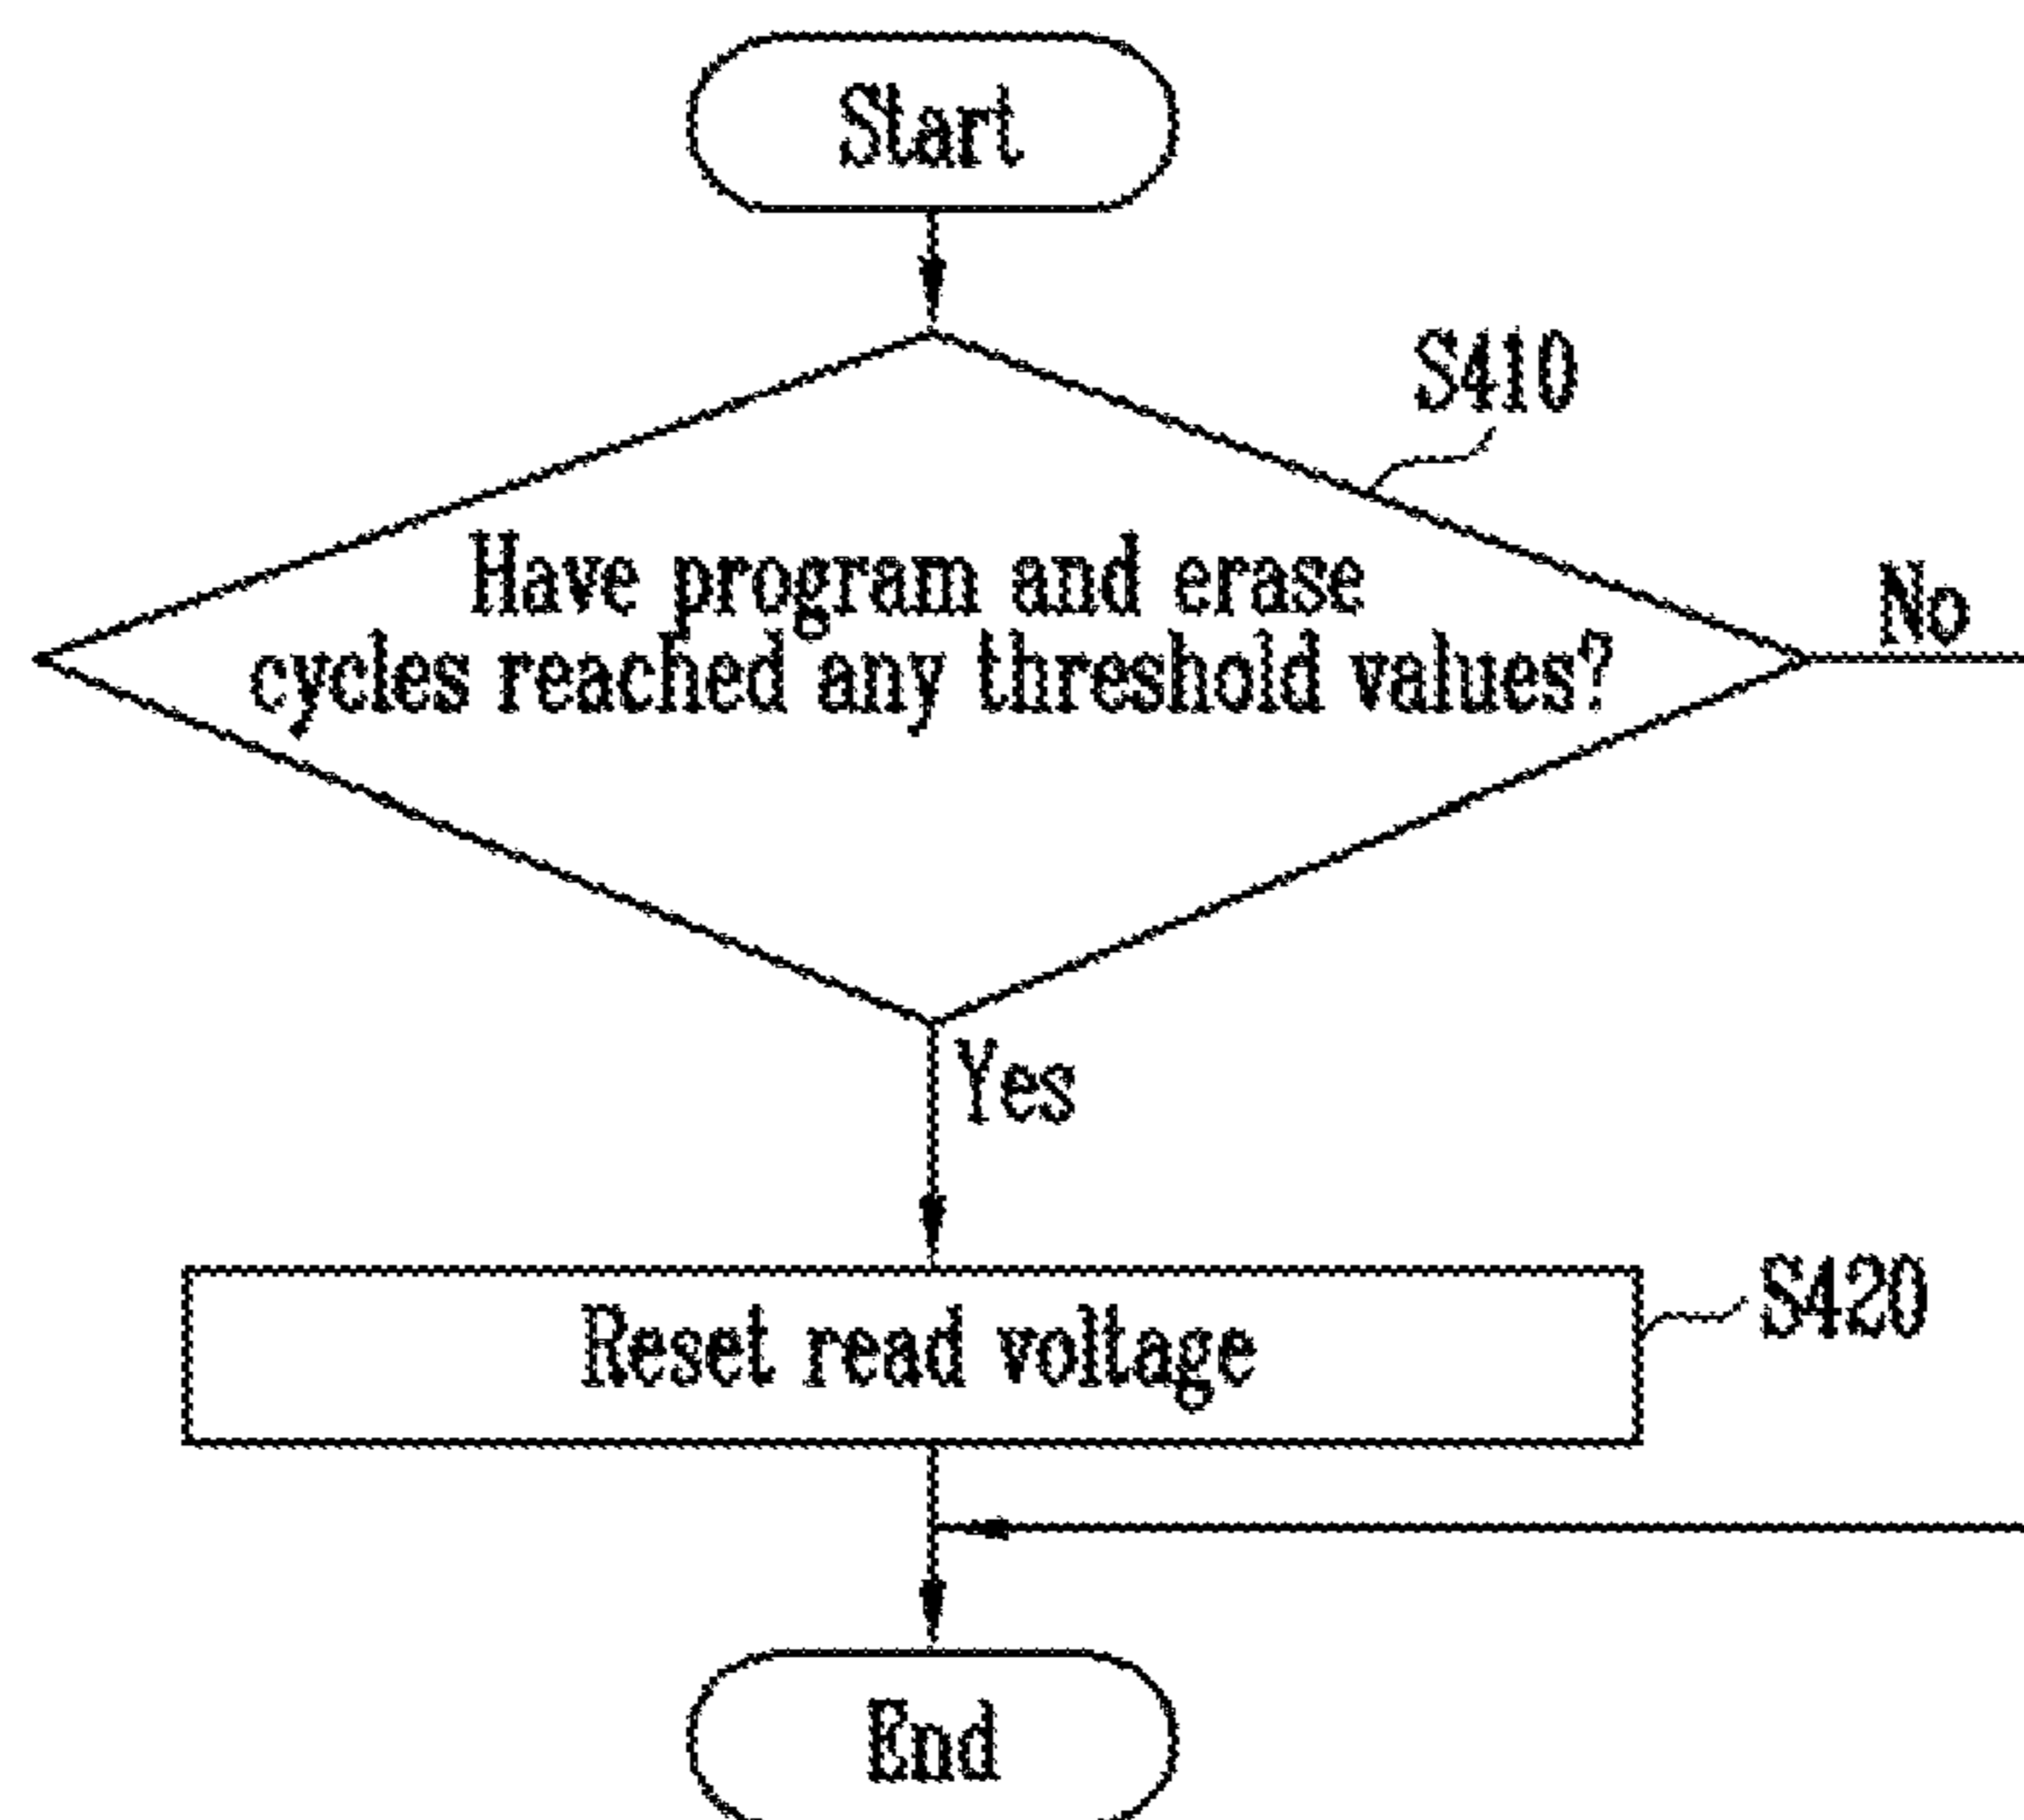 Start
S410
Have program and erase
cycles reached any threshold values?
No
Yes
Reset read voltage
S420
End